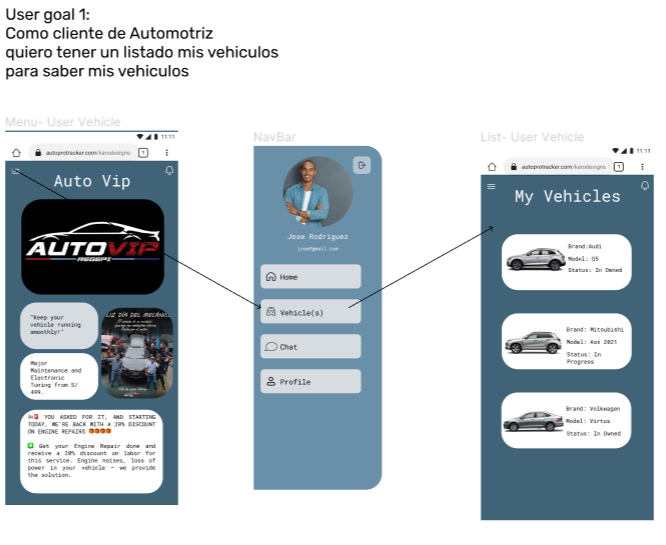 User goal 1:
Como cliente de Automotriz
quiero tener un listado mis vehiculos
para saber mis vehiculos
Menu- User Vehicle
11:11
autoprotracker.com/karodesigns
1
Auto Vip
AUTOVIP
REGEPI
"Keep your
vehicle running
smoothly!"
LIZ DÍA DEL MECÁNIC
Major
Maintenance and
Electronic
Tuning from S/
499.
YOU ASKED FOR IT, AND STARTING
TODAY, WE'RE BACK WITH A 20% DISCOUNT
ON ENGINE REPAIRS
Get your Engine Repair done and
receive a 20% discount on labor for
this service. Engine noises, loss of
power in your vehicle – we provide
the solution.
NavBar
Jose Rodriguez
jose@gmail.com
Home
Vehicle(s)
Chat
Profile
List- User Vehicle
11:11
autoprotracker.com/karodesigns
1
My Vehicles
Brand:Audi
Model: Q5
Status: In Owned
Brand: Mitsubishi
Model: Asx 2021
Status: In
Progress
Brand: Volkwagen
Model: Virtus
Status: In Owned